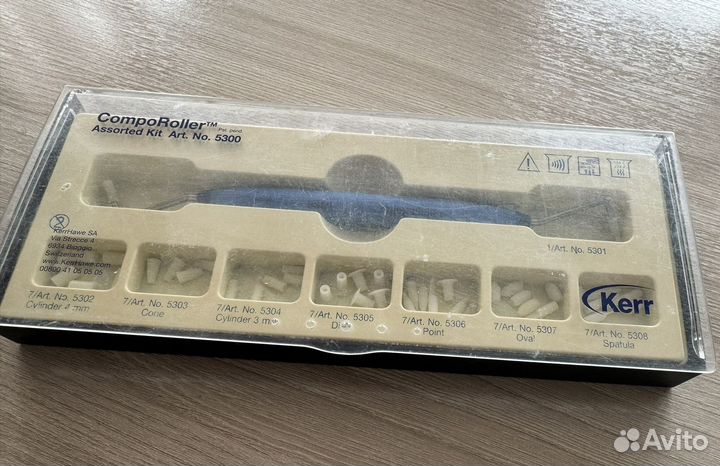 CompoRoller™ Pat. pend.
Assorted Kit Art. No. 5300
KerrHawe SA
Via Strecce 4
6934 Bioggio
Switzerland
www.KerrHawe.com
00800 41 05 05 05
1/Art. No. 5301
7/Art. No. 5302
Cylinder 4 mm
7/Art. No. 5303
Cone
7/Art. No. 5304
Cylinder 3 mm
7/Art. No. 5305
Disk
7/Art. No. 5306
Point
7/Art. No. 5307
Oval
Kerr
7/Art. No. 5308
Spatula
Avito